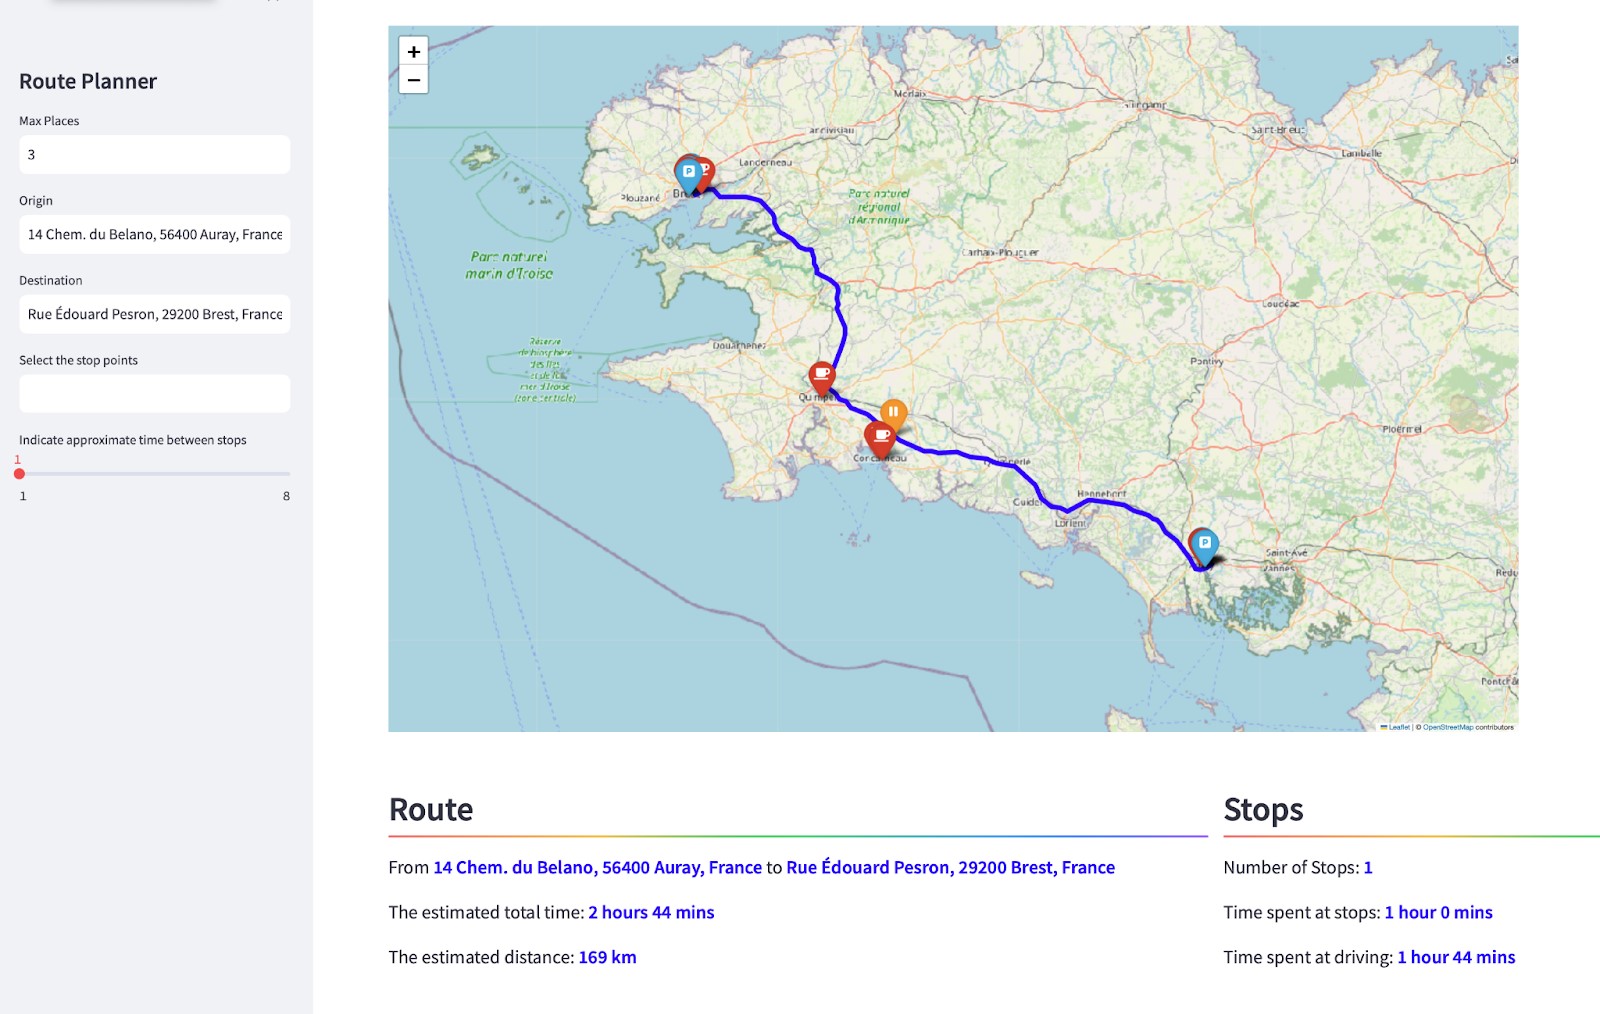 Route Planner
Max Places
3
Origin
14 Chem. du Belano, 56400 Auray, France
Destination
Rue Édouard Pesron, 29200 Brest, France
Select the stop points
Indicate approximate time between stops
1
1 8
+
−
Morlaix
Guingamp
Saint-Brieuc
Lamballe
Landerneau
Plouzané
Parc naturel
régional
d'Armorique
Parc naturel
marin d'Iroise
Carhaix-Plouguer
Loudéac
Douarnenez
Pontivy
Quimper
Ploërmel
Concarneau
Hennebont
Guidel
Lorient
Saint-Avé
Vannes
Leaflet | © OpenStreetMap contributors
Route
From 14 Chem. du Belano, 56400 Auray, France to Rue Édouard Pesron, 29200 Brest, France
The estimated total time: 2 hours 44 mins
The estimated distance: 169 km
Stops
Number of Stops: 1
Time spent at stops: 1 hour 0 mins
Time spent at driving: 1 hour 44 mins